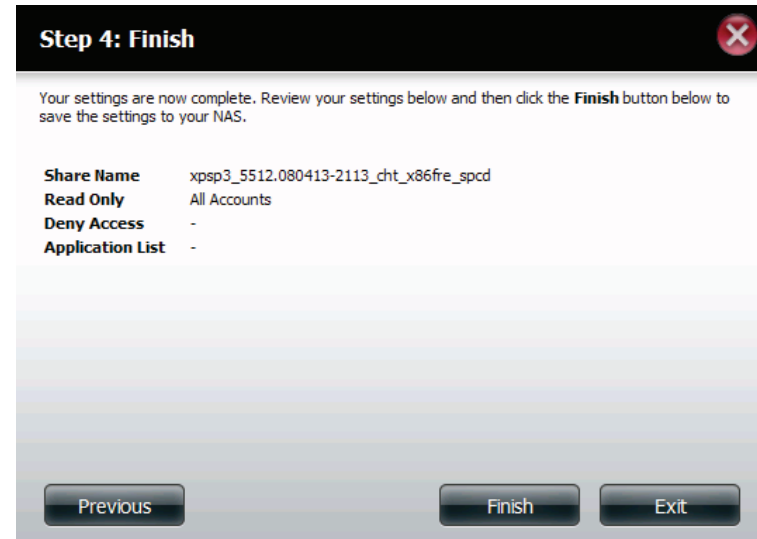 Step 4: Finish
Your settings are now complete. Review your settings below and then click the Finish button below to
save the settings to your NAS.
Share Name xpsp3_5512.080413-2113_cht_x86fre_spcd
Read Only All Accounts
Deny Access -
Application List -
Previous Finish Exit